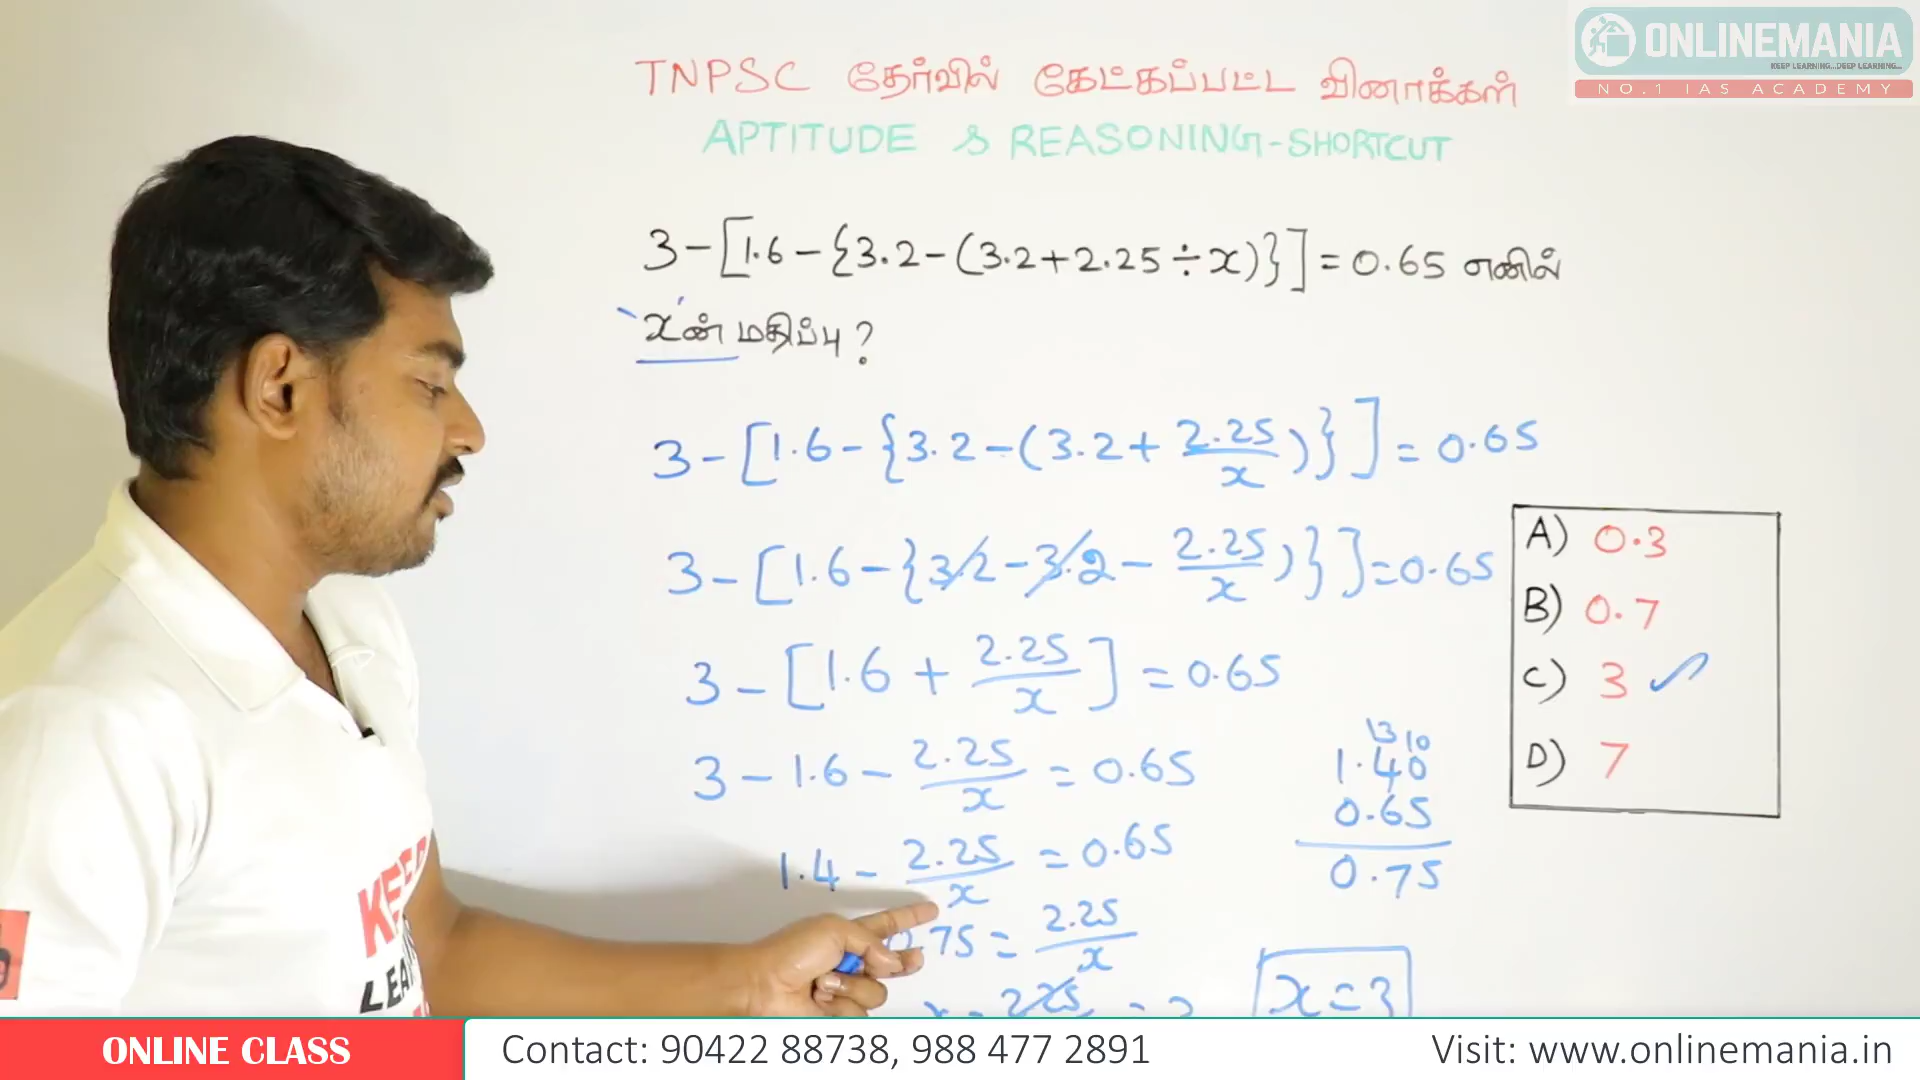 ONLINEMANIA
KEEP LEARNING...DEEP LEARNING...
NO.1 IAS ACADEMY
TNPSC தேர்வில் கேட்கப்பட்ட வினாக்கள்
APTITUDE & REASONING-SHORTCUT
3-[1.6-{3.2-(3.2+2.25÷x)}]=0.65 எனில்
xன் மதிப்பு?
3-[1.6-{3.2-(3.2+2.25/x)}]=0.65
3-[1.6-{3.2-3.2-2.25/x)}]=0.65
3-[1.6+2.25/x]=0.65
3-1.6-2.25/x=0.65
1.4-2.25/x=0.65
75=2.25/x
x=3
13 10
1.40
0.65
0.75
A) 0.3
B) 0.7
C) 3
D) 7
KEEP
ONLINE CLASS
Contact: 90422 88738, 988 477 2891
Visit: www.onlinemania.in